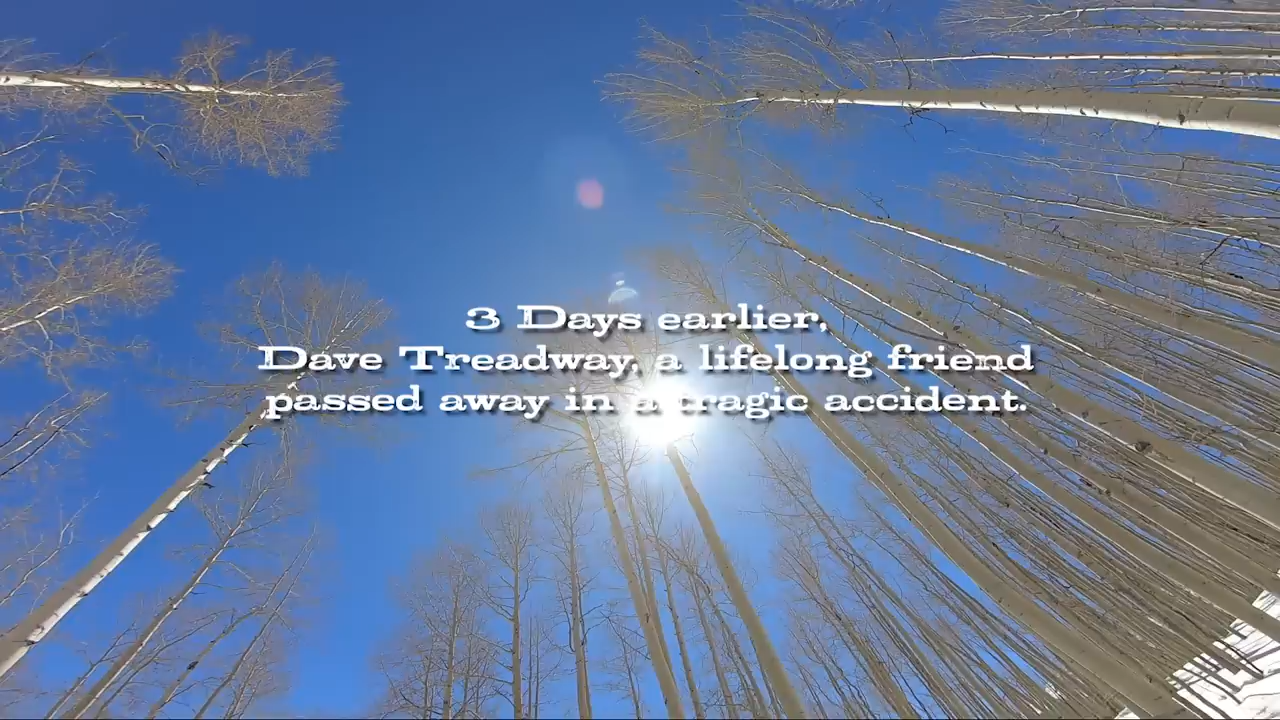 3 Days earlier,
Dave Treadway, a lifelong friend
passed away in a tragic accident.